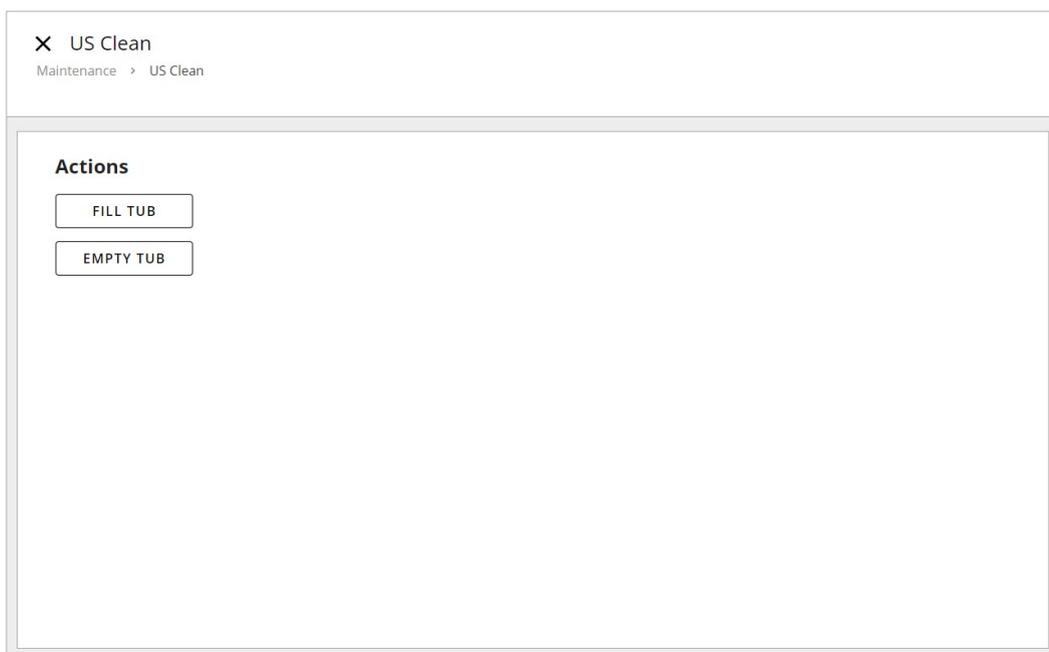 US Clean
Maintenance > US Clean
Actions
FILL TUB
EMPTY TUB